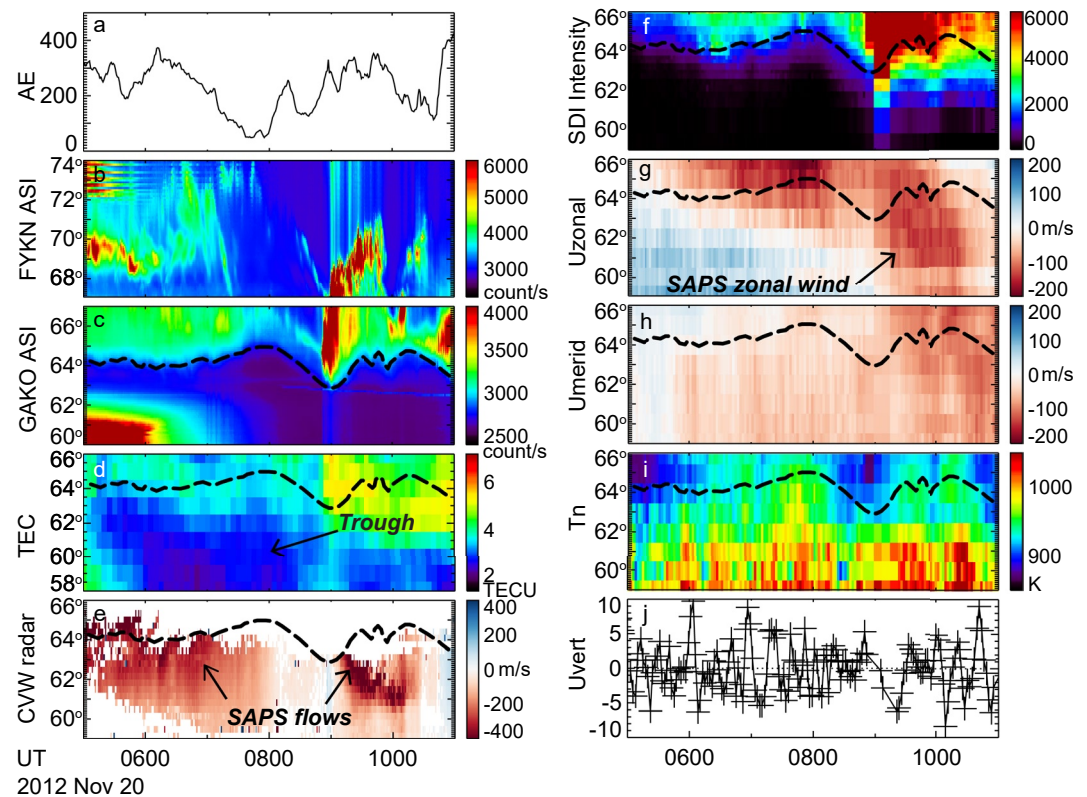 a
400
200
0
AE
b
74°
72°
70°
68°
FYKN ASI
6000
5000
4000
3000
count/s
c
66°
64°
62°
60°
GAKO ASI
4000
3500
3000
2500
count/s
d
66°
64°
62°
60°
58°
TEC
Trough
6
4
2
TECU
e
66°
64°
62°
60°
CVW radar
SAPS flows
400
200
0 m/s
-200
-400
UT
0600
0800
1000
2012 Nov 20
f
66°
64°
62°
60°
SDI Intensity
6000
4000
2000
0
g
66°
64°
62°
60°
Uzonal
SAPS zonal wind
200
100
0 m/s
-100
-200
h
66°
64°
62°
60°
Umerid
200
100
0 m/s
-100
-200
i
66°
64°
62°
60°
Tn
1000
900
K
j
10
5
0
-5
-10
Uvert
0600
0800
1000